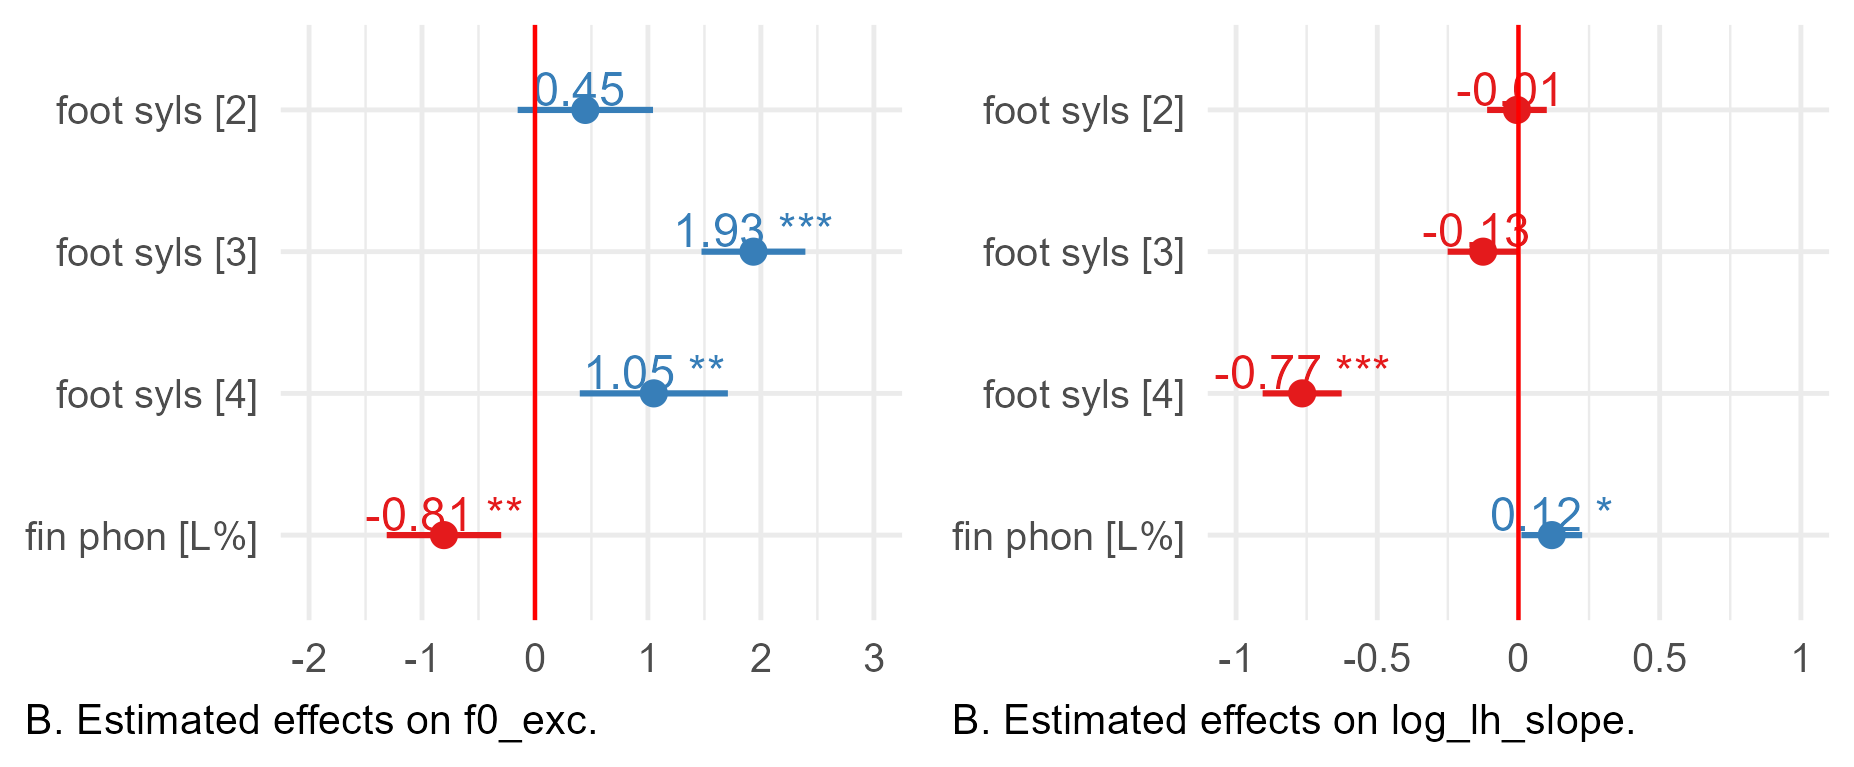 foot syls [2]
0.45
foot syls [3]
1.93 ***
foot syls [4]
1.05 **
fin phon [L%]
-0.81 **
-2 -1 0 1 2 3
B. Estimated effects on f0_exc.
foot syls [2]
-0.01
foot syls [3]
-0.13
foot syls [4]
-0.77 ***
fin phon [L%]
0.12 *
-1 -0.5 0 0.5 1
B. Estimated effects on log_lh_slope.